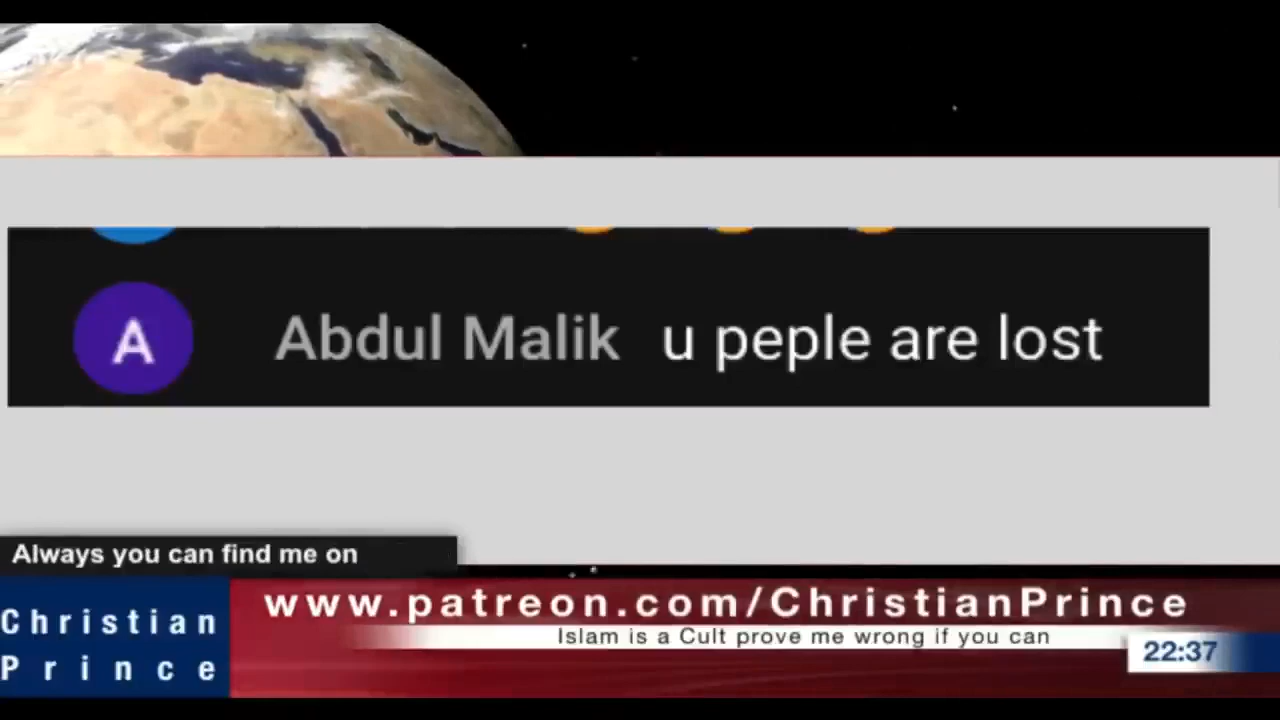 A
Abdul Malik u peple are lost
Always you can find me on
Christian
Prince
www.patreon.com/ChristianPrince
Islam is a Cult prove me wrong if you can
22:37